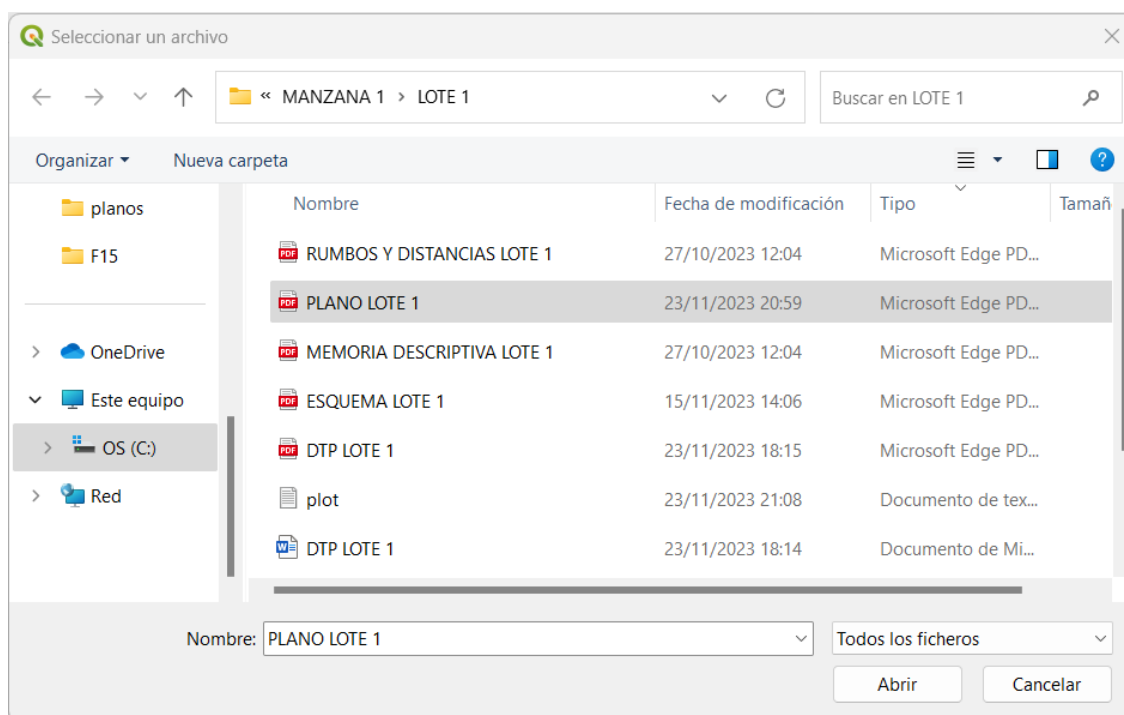 Seleccionar un archivo
« MANZANA 1 > LOTE 1
Buscar en LOTE 1
Organizar
Nueva carpeta
planos
F15
OneDrive
Este equipo
OS (C:)
Red
Nombre Fecha de modificación Tipo Tamañ
PDF RUMBOS Y DISTANCIAS LOTE 1 27/10/2023 12:04 Microsoft Edge PD...
PDF PLANO LOTE 1 23/11/2023 20:59 Microsoft Edge PD...
PDF MEMORIA DESCRIPTIVA LOTE 1 27/10/2023 12:04 Microsoft Edge PD...
PDF ESQUEMA LOTE 1 15/11/2023 14:06 Microsoft Edge PD...
PDF DTP LOTE 1 23/11/2023 18:15 Microsoft Edge PD...
plot 23/11/2023 21:08 Documento de tex...
DTP LOTE 1 23/11/2023 18:14 Documento de Mi...
Nombre: PLANO LOTE 1
Todos los ficheros
Abrir
Cancelar